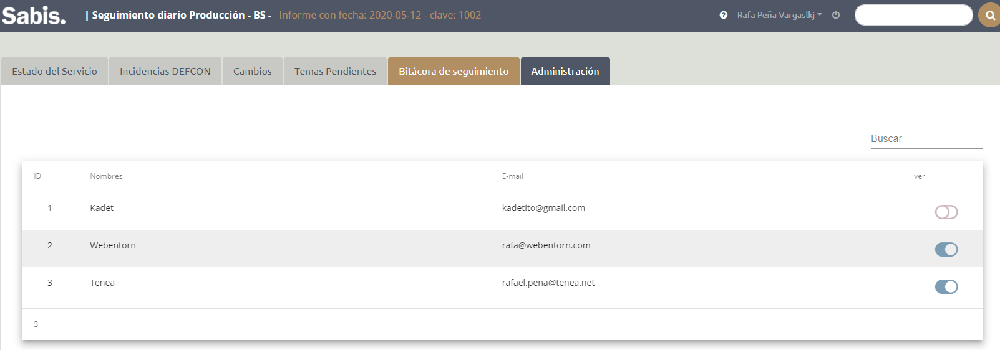 Sabis. | Seguimiento diario Producción - BS - Informe con fecha: 2020-05-12 - clave: 1002 Rafa Peña Vargaslkj
Estado del Servicio Incidencias DEFCON Cambios Temas Pendientes Bitácora de seguimiento Administración
Buscar
ID Nombres E-mail ver
1 Kadet kadetito@gmail.com
2 Webentorn rafa@webentorn.com
3 Tenea rafael.pena@tenea.net
3